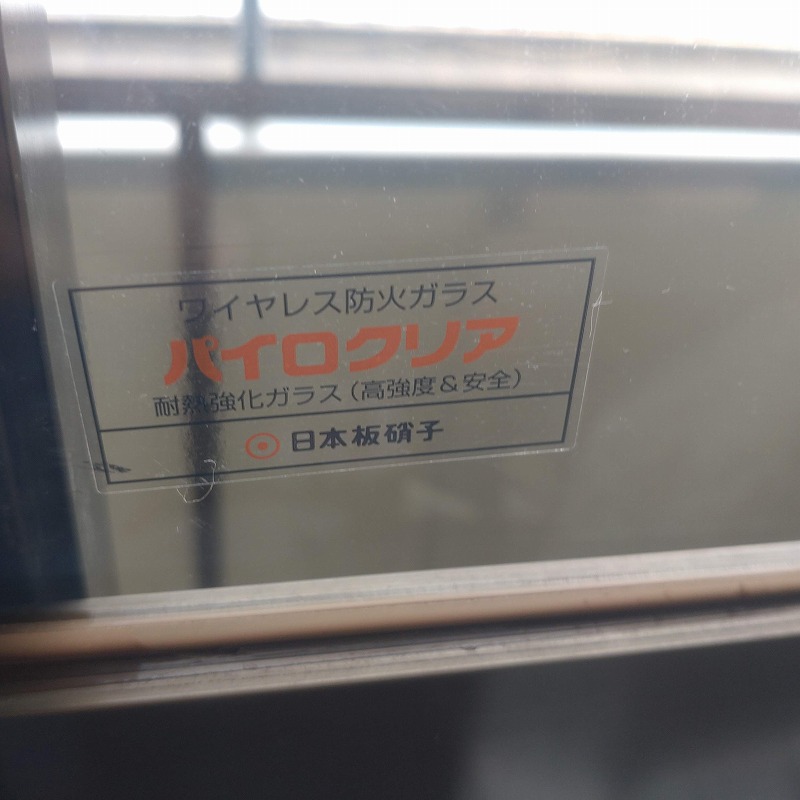 ワイヤレス防火ガラス
パイロクリア
耐熱強化ガラス(高強度&安全)
日本板硝子